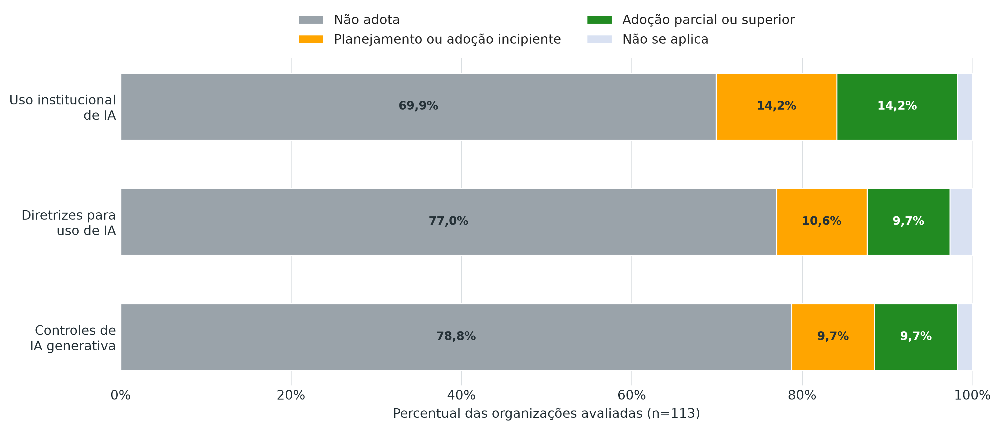 Não adota
Planejamento ou adoção incipiente
Adoção parcial ou superior
Não se aplica
Uso institucional
de IA
69,9%
14,2%
14,2%
Diretrizes para
uso de IA
77,0%
10,6%
9,7%
Controles de
IA generativa
78,8%
9,7%
9,7%
0%
20%
40%
60%
80%
100%
Percentual das organizações avaliadas (n=113)